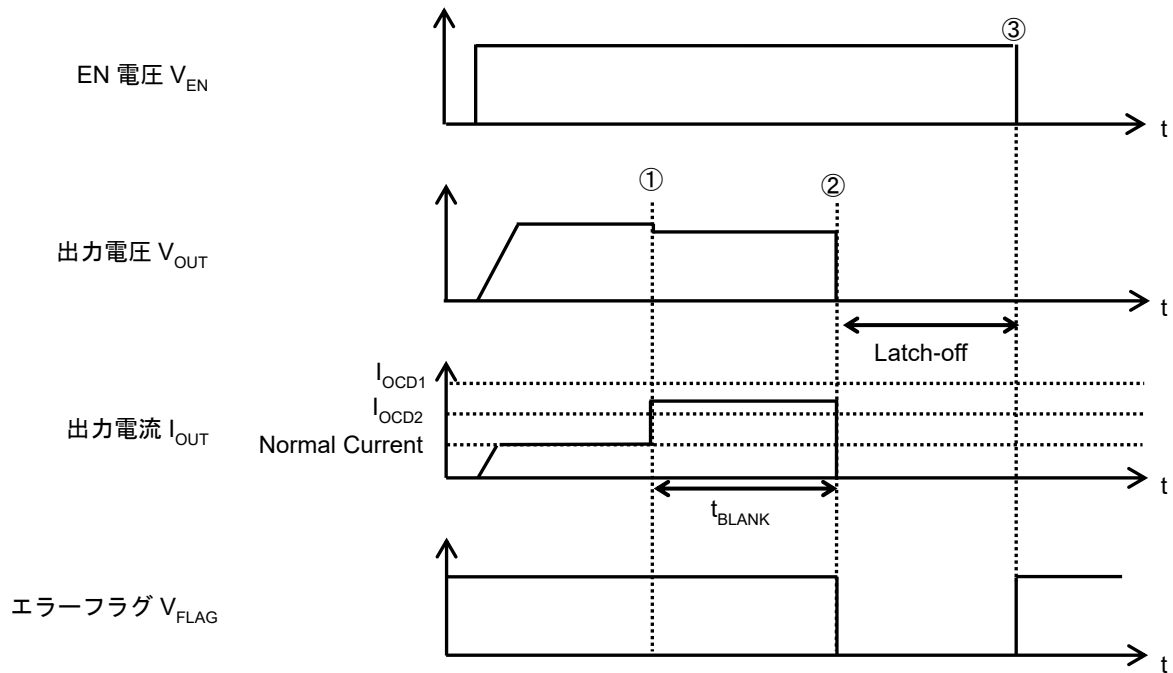 ③
EN 電圧 V_EN
t
① ②
出力電圧 V_OUT
t
Latch-off
I_OCD1
I_OCD2
出力電流 I_OUT
Normal Current
t
t_BLANK
エラーフラグ V_FLAG
t